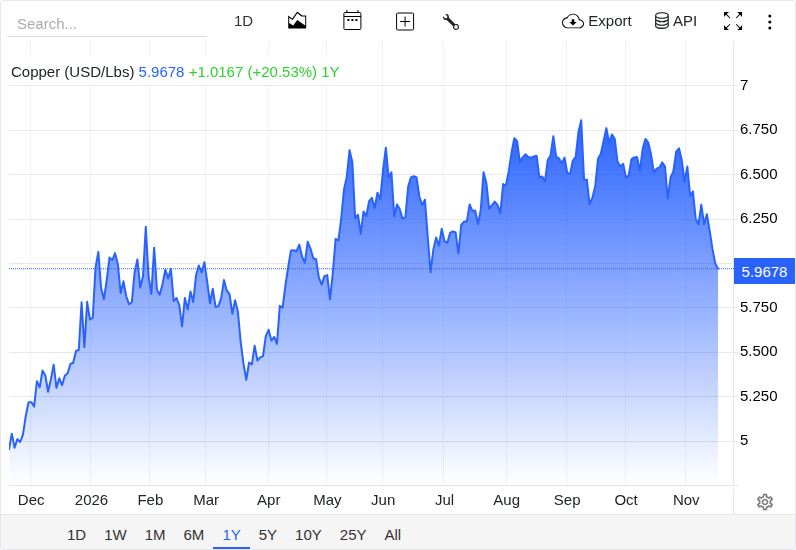 Search...
1D
Export
API
Copper (USD/Lbs) 5.9678 +1.0167 (+20.53%) 1Y
7
6.750
6.500
6.250
5.9678
5.750
5.500
5.250
5
Dec 2026 Feb Mar Apr May Jun Jul Aug Sep Oct Nov
1D 1W 1M 6M 1Y 5Y 10Y 25Y All